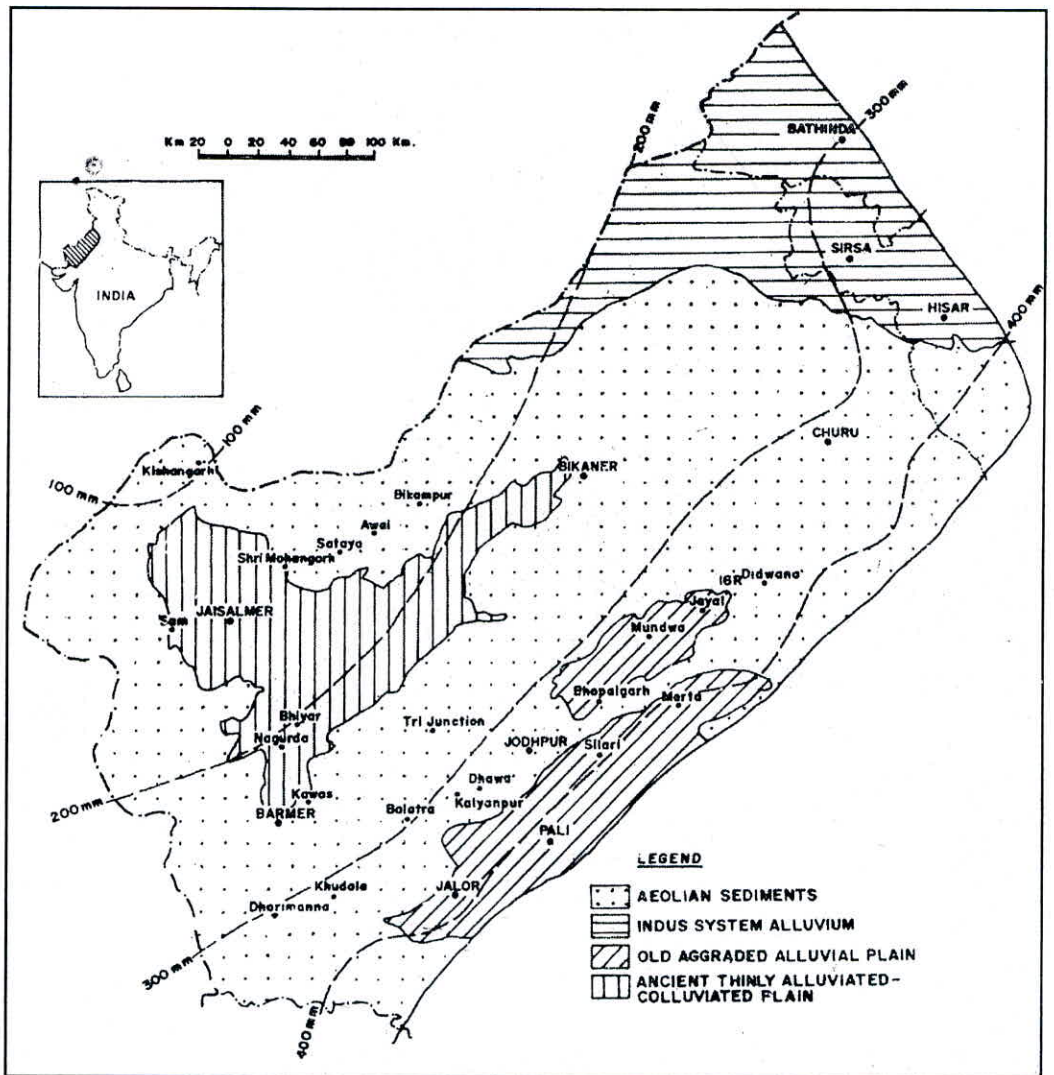 Km 20 0 20 40 60 80 100 Km.
INDIA
200 mm
300 mm
BATHINDA
SIRSA
HISAR
400 mm
CHURU
100 mm
Kishangarh
100 mm
BIKANER
Bikampur
Awai
Sataya
Shri Mohangarh
Didwana
16R
Jayal
JAISALMER
Sam
Mundwa
Bhopalgarh
Merta
Bhiyar
Tri Junction
Nagurda
JODHPUR
Silari
Dhawa
Kawas
Kalyanpur
200 mm
BARMER
Balotra
PALI
LEGEND
Khudala
JALOR
AEOLIAN SEDIMENTS
Dharimanna
INDUS SYSTEM ALLUVIUM
OLD AGGRADED ALLUVIAL PLAIN
300 mm
ANCIENT THINLY ALLUVIATED-
COLLUVIATED PLAIN
400 mm